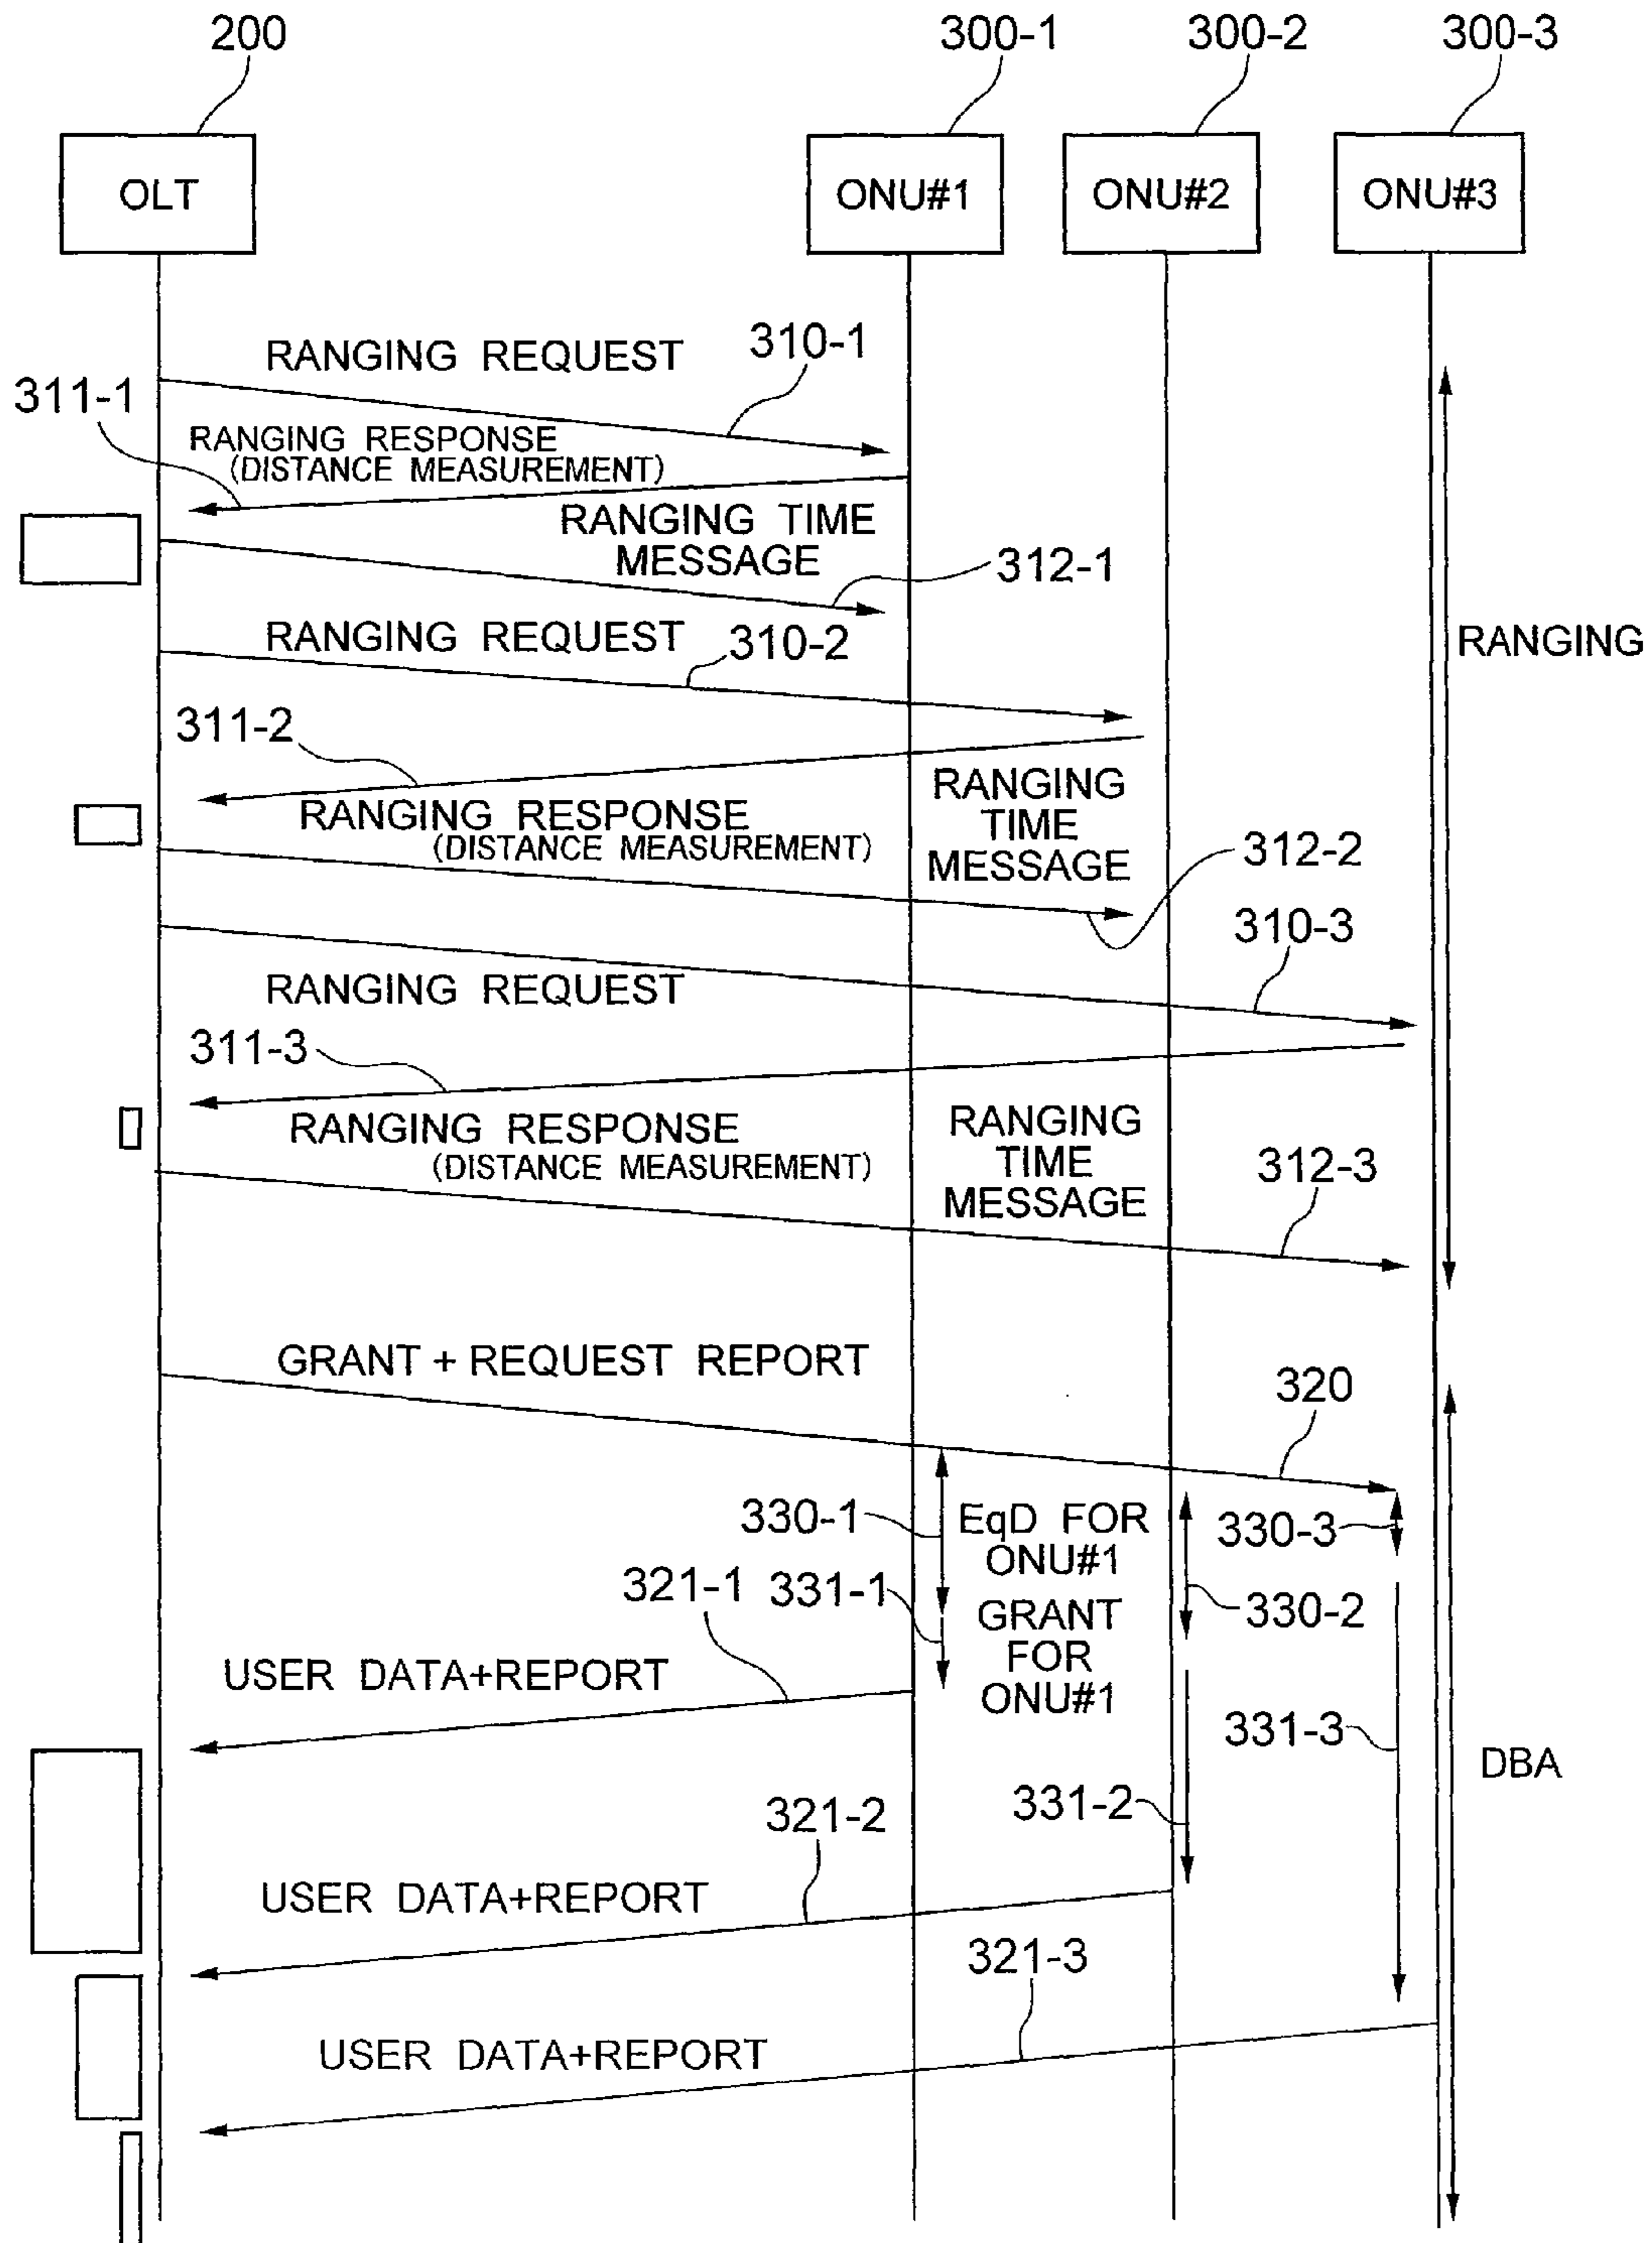 200
300-1
300-2
300-3
OLT
ONU#1
ONU#2
ONU#3
RANGING REQUEST
310-1
311-1
RANGING RESPONSE
(DISTANCE MEASUREMENT)
RANGING TIME
MESSAGE
312-1
RANGING REQUEST
310-2
RANGING
311-2
RANGING RESPONSE
(DISTANCE MEASUREMENT)
RANGING
TIME
MESSAGE
312-2
310-3
RANGING REQUEST
311-3
RANGING RESPONSE
(DISTANCE MEASUREMENT)
RANGING
TIME
MESSAGE
312-3
GRANT + REQUEST REPORT
320
330-1
EqD FOR
ONU#1
330-3
321-1
331-1
GRANT
FOR
ONU#1
330-2
USER DATA+REPORT
331-3
DBA
321-2
331-2
USER DATA+REPORT
321-3
USER DATA+REPORT